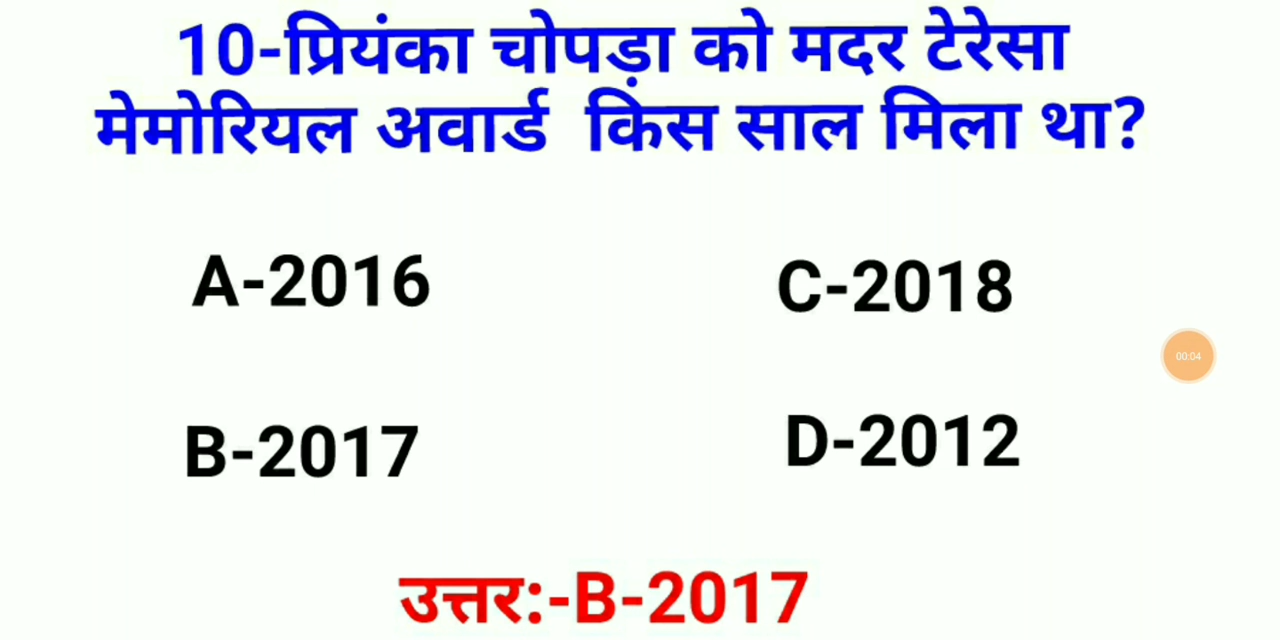 10-प्रियंका चोपड़ा को मदर टेरेसा
मेमोरियल अवार्ड किस साल मिला था?
A-2016
C-2018
00:04
B-2017
D-2012
उत्तर:-B-2017